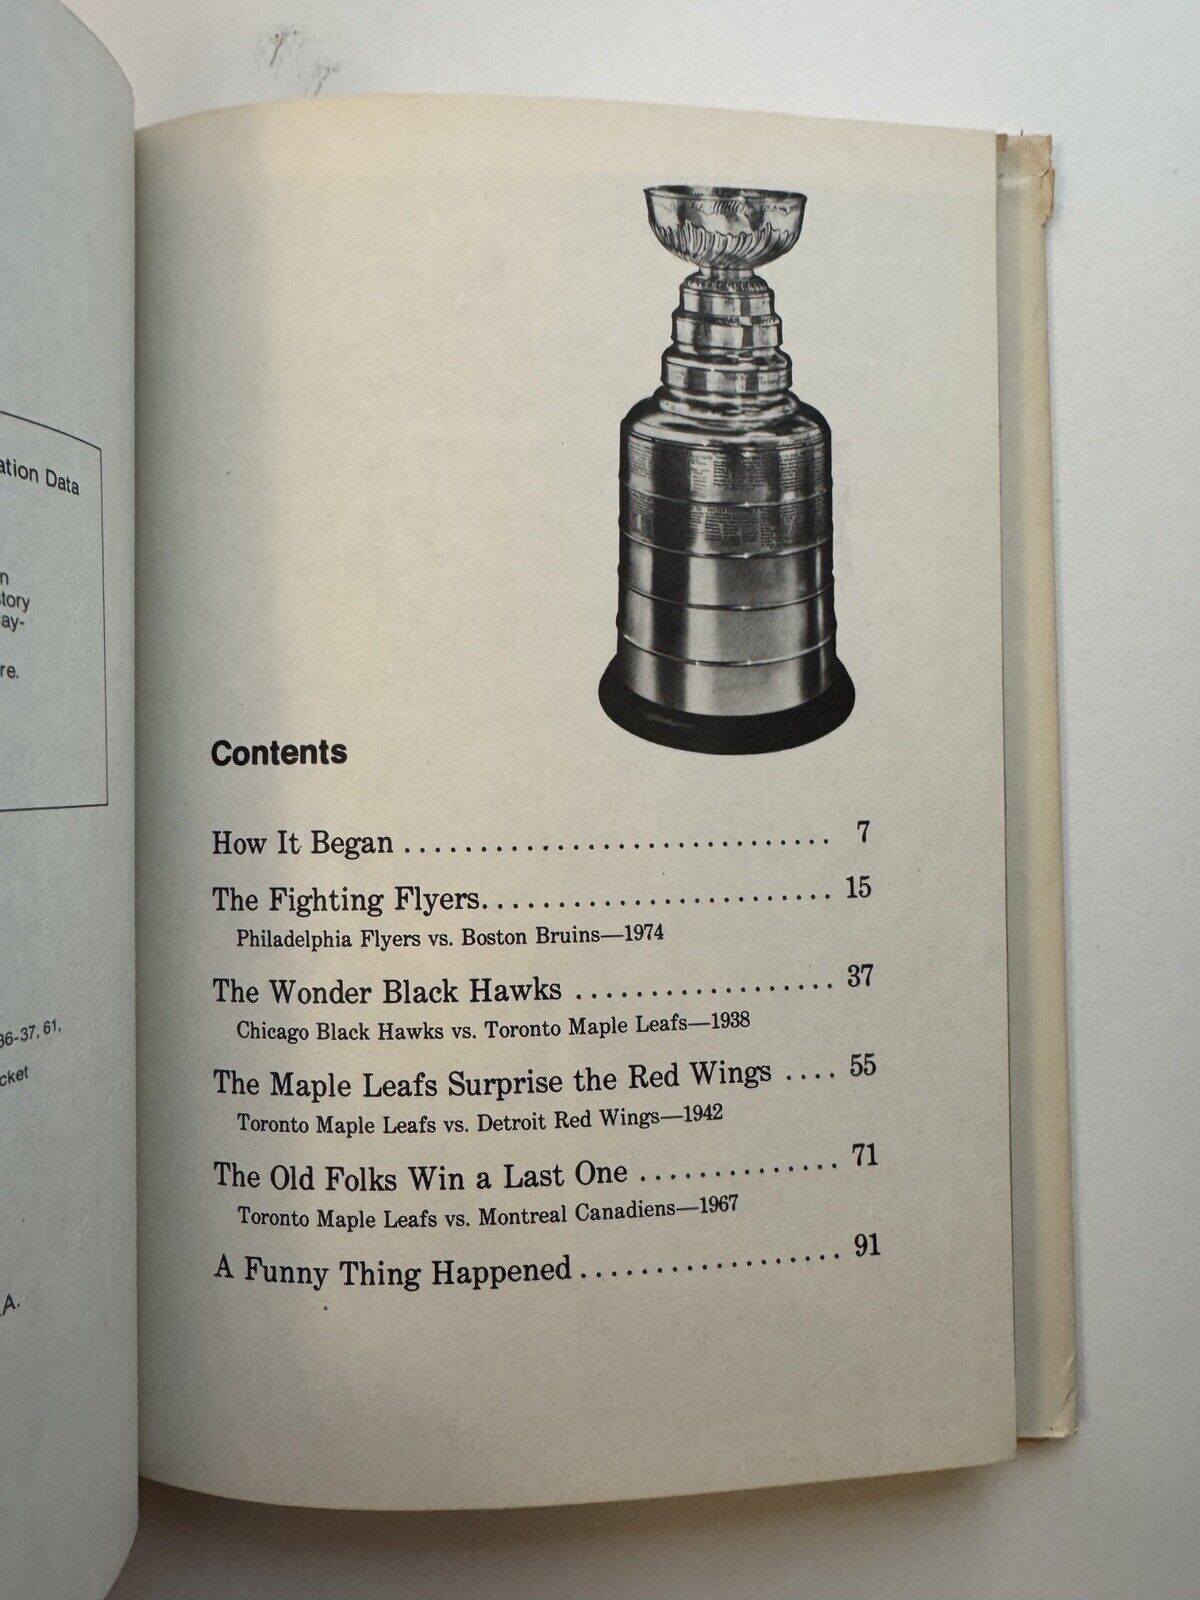 ation Data
n
story
ay-
re.
36-37, 61,
cket
A.
Contents
How It Began .............................. 7
The Fighting Flyers........................ 15
Philadelphia Flyers vs. Boston Bruins—1974
The Wonder Black Hawks .................. 37
Chicago Black Hawks vs. Toronto Maple Leafs—1938
The Maple Leafs Surprise the Red Wings .... 55
Toronto Maple Leafs vs. Detroit Red Wings—1942
The Old Folks Win a Last One .............. 71
Toronto Maple Leafs vs. Montreal Canadiens—1967
A Funny Thing Happened .................. 91